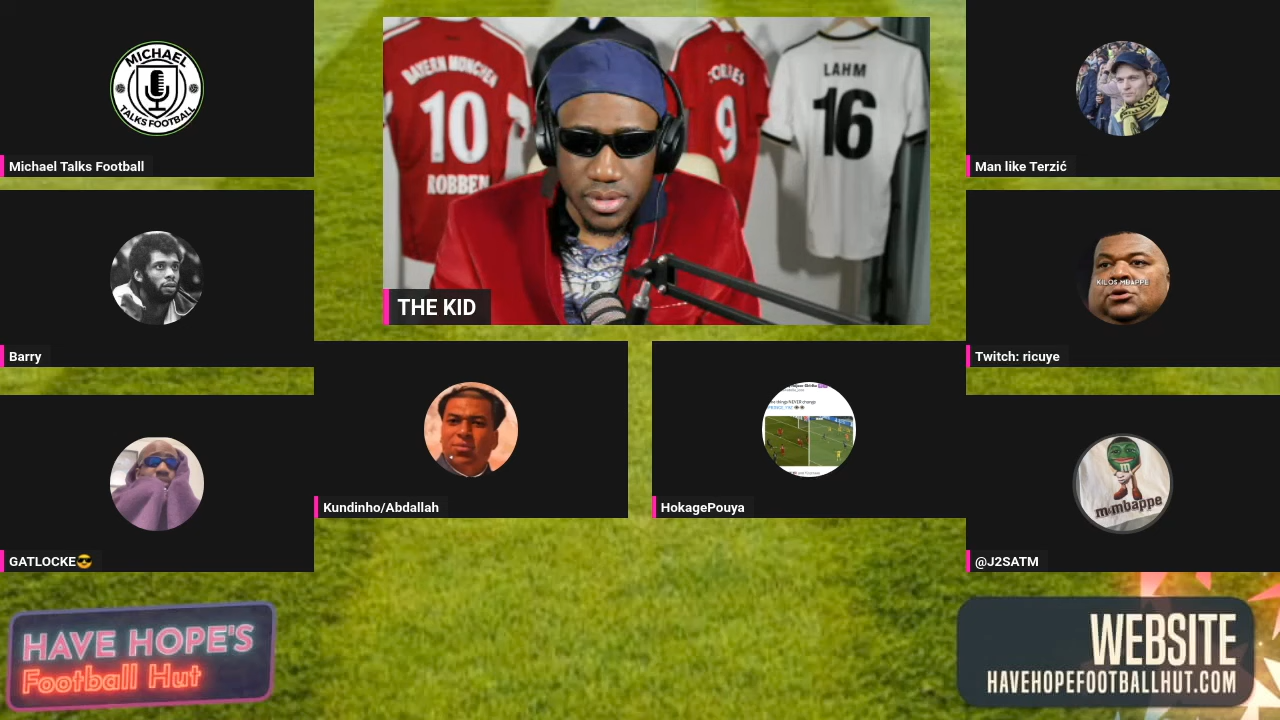 MICHAEL
TALKS FOOTBALL
Michael Talks Football
BAYERN MÜNCHEN
10
ROBBEN
TORRES
9
LAHM
16
THE KID
Man like Terzić
Barry
KILOS MBAPPE
Twitch: ricuye
GATLOCKE😎
Kundinho/Abdallah
HokagePouya
m
mmbappe
@J2SATM
HAVE HOPE'S
Football Hut
WEBSITE
HAVEHOPEFOOTBALLHUT.COM